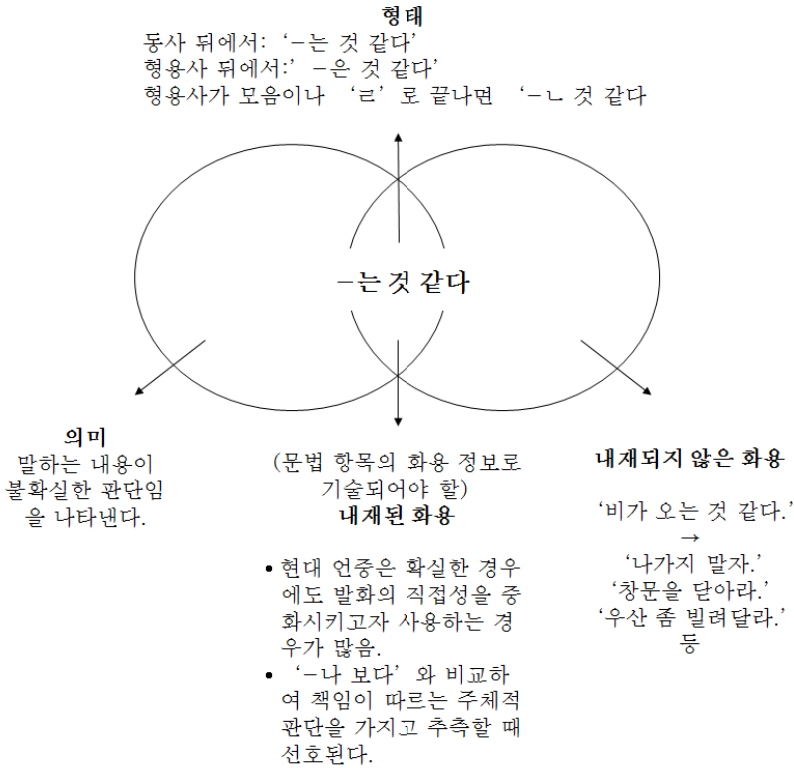 형태
동사 뒤에서: ‘−는 것 같다’
형용사 뒤에서:’ −은 것 같다’
형용사가 모음이나 ‘ㄹ’로 끝나면 ‘−ㄴ 것 같다
−는 것 같다
의미
말하는 내용이
불확실한 판단임
을 나타낸다.
(문법 항목의 화용 정보로
기술되어야 할)
내재된 화용
• 현대 언중은 확실한 경우
에도 발화의 직접성을 중
화시키고자 사용하는 경
우가 많음.
• ‘−나 보다’와 비교하
여 책임이 따르는 주체적
판단을 가지고 추측할 때
선호된다.
내재되지 않은 화용
‘비가 오는 것 같다.’
→
‘나가지 말자.’
‘창문을 닫아라.’
‘우산 좀 빌려달라.’
등